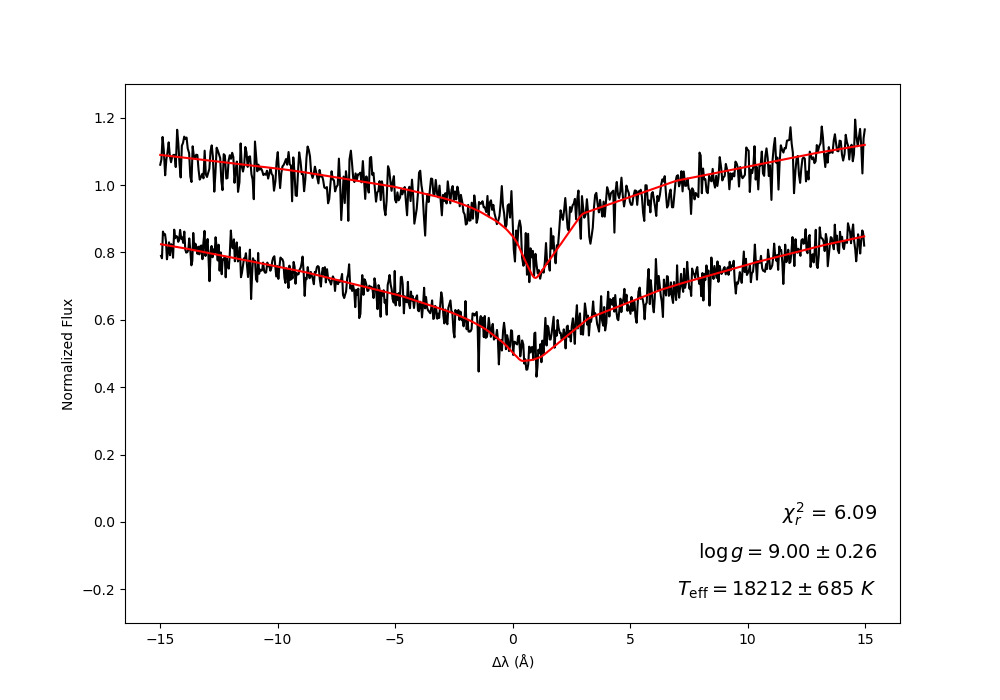 1.2
1.0
0.8
0.6
0.4
0.2
0.0
−0.2
Normalized Flux
χ²ᵣ = 6.09
log g = 9.00 ± 0.26
T_eff = 18212 ± 685 K
−15 −10 −5 0 5 10 15
Δλ (Å)